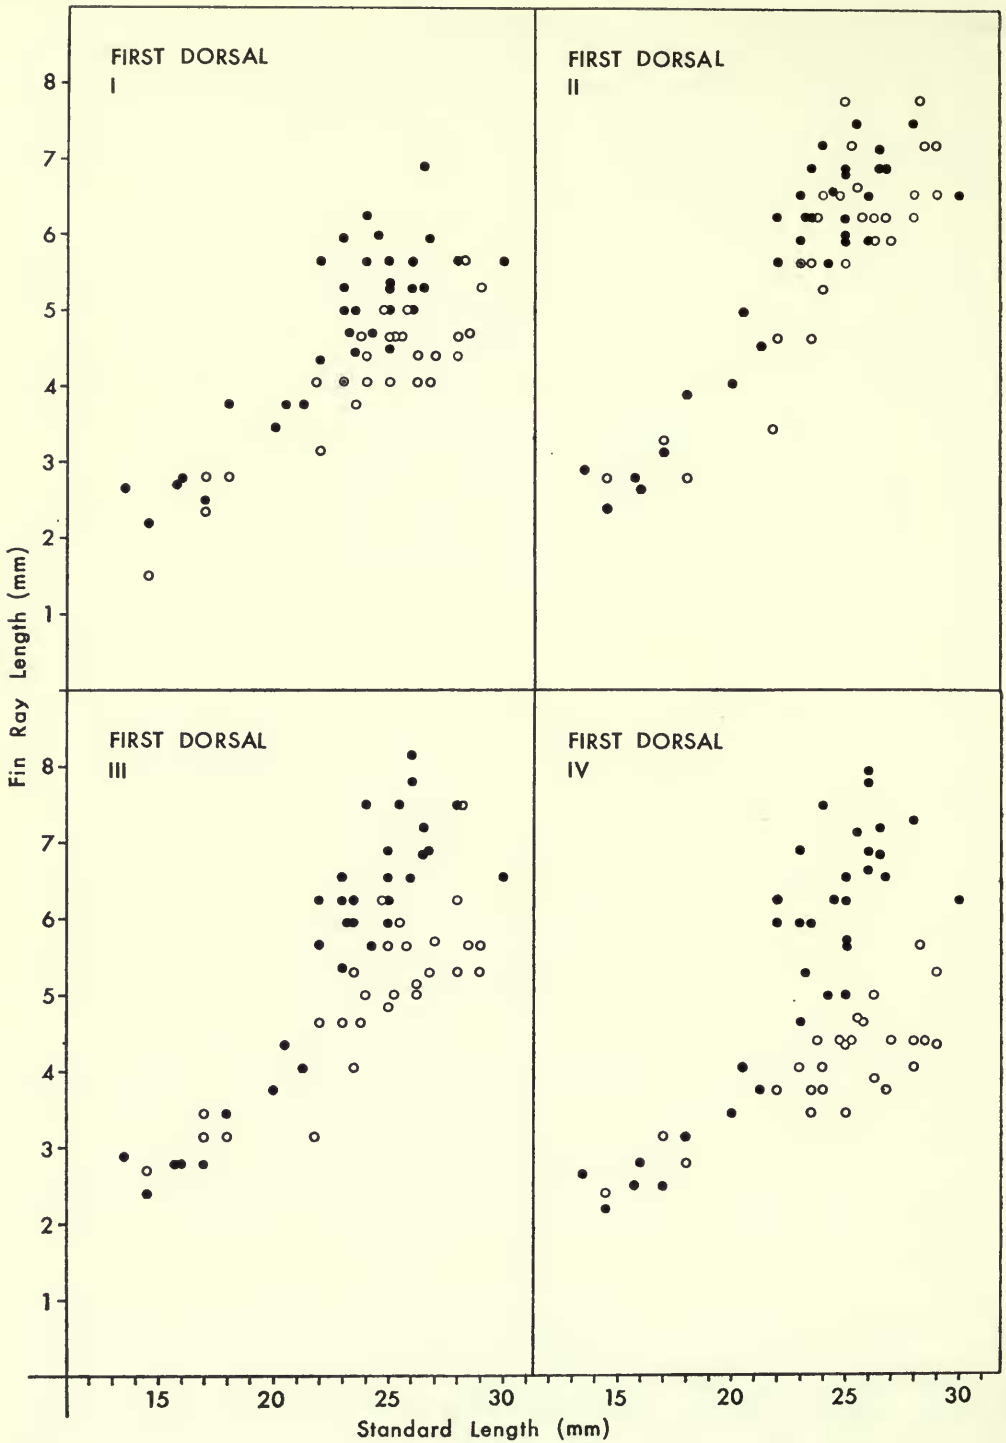 FIRST DORSAL
I
FIRST DORSAL
II
8
7
6
5
4
3
2
1
Fin Ray Length (mm)
FIRST DORSAL
III
FIRST DORSAL
IV
8
7
6
5
4
3
2
1
15 20 25 30 15 20 25 30
Standard Length (mm)